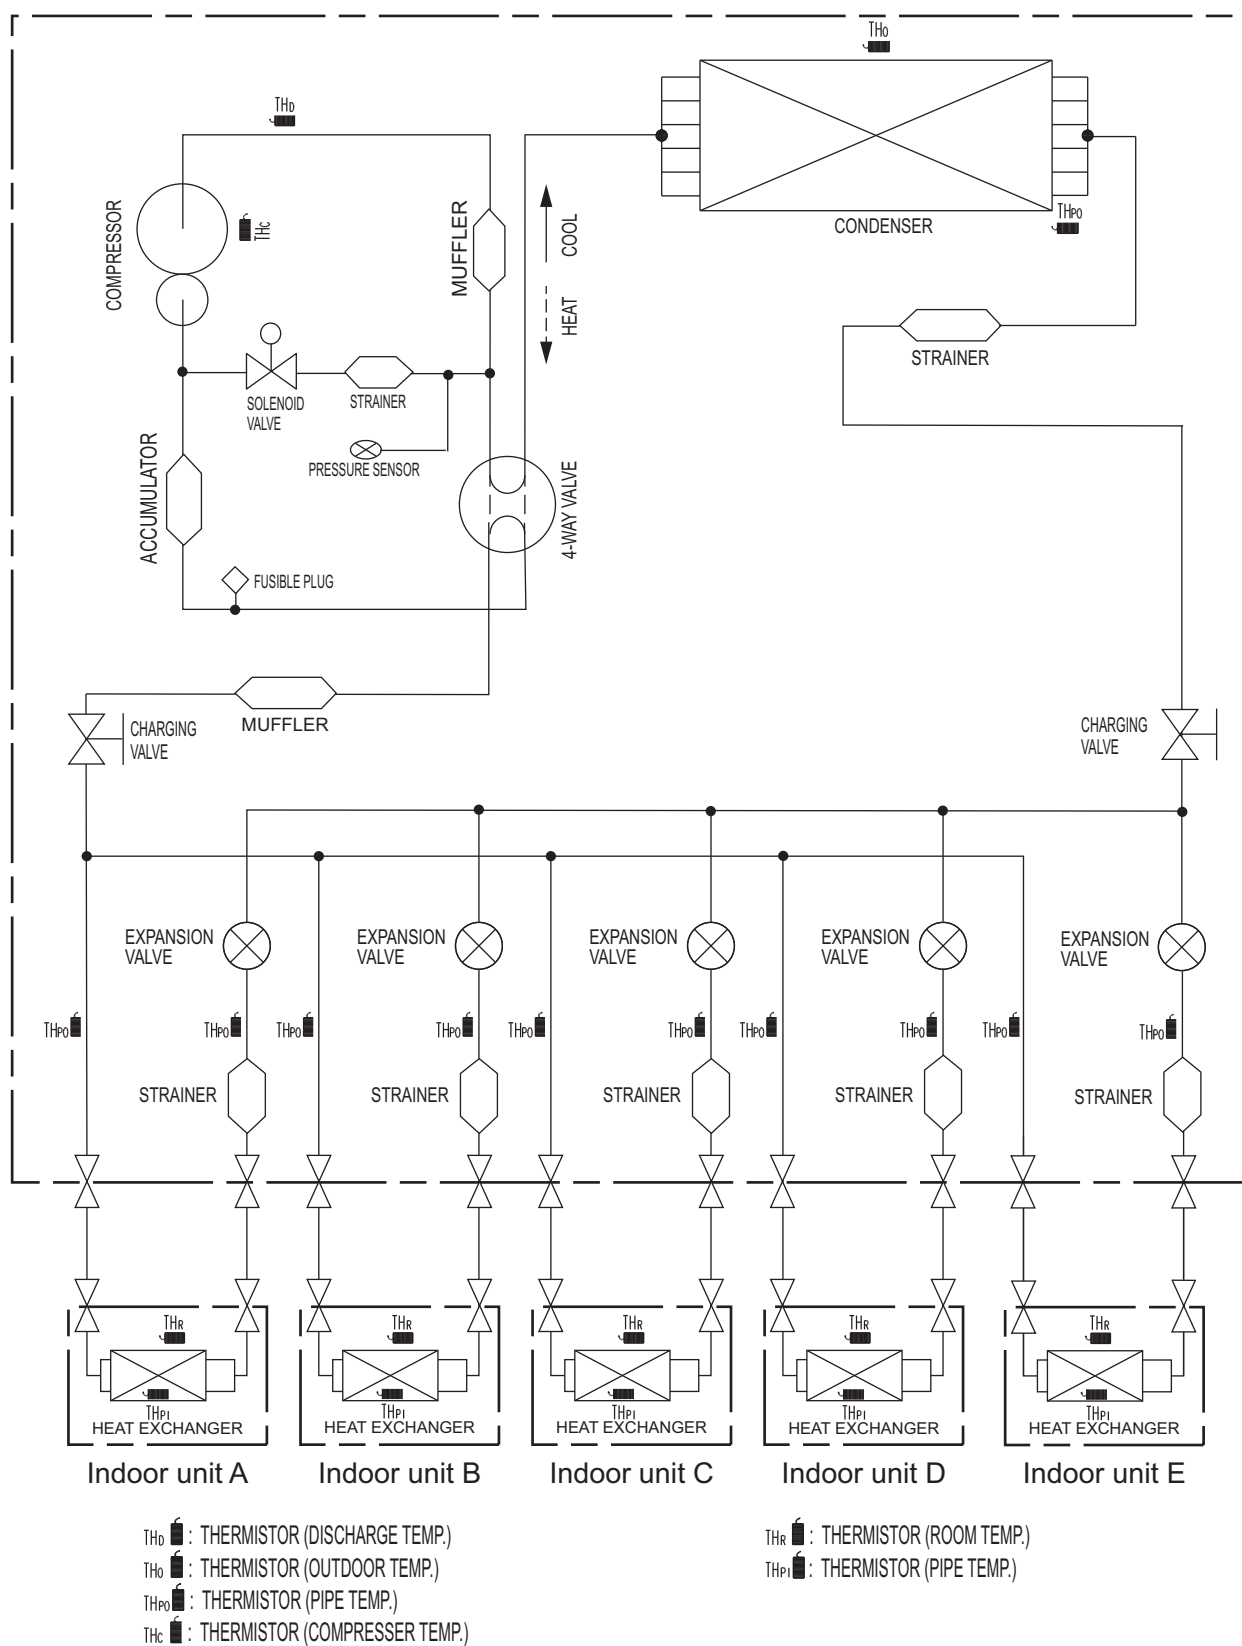 THO
THD
COMPRESSOR
THC
MUFFLER
COOL
HEAT
CONDENSER
THPO
STRAINER
SOLENOID
VALVE
STRAINER
PRESSURE SENSOR
ACCUMULATOR
4-WAY VALVE
FUSIBLE PLUG
MUFFLER
CHARGING
VALVE
CHARGING
VALVE
EXPANSION
VALVE
EXPANSION
VALVE
EXPANSION
VALVE
EXPANSION
VALVE
EXPANSION
VALVE
THPO
THPO
THPO
THPO
THPO
THPO
THPO
THPO
THPO
THPO
STRAINER
STRAINER
STRAINER
STRAINER
STRAINER
THR
THR
THR
THR
THR
THPI
THPI
THPI
THPI
THPI
HEAT EXCHANGER
HEAT EXCHANGER
HEAT EXCHANGER
HEAT EXCHANGER
HEAT EXCHANGER
Indoor unit A
Indoor unit B
Indoor unit C
Indoor unit D
Indoor unit E
THD : THERMISTOR (DISCHARGE TEMP.)
THO : THERMISTOR (OUTDOOR TEMP.)
THPO : THERMISTOR (PIPE TEMP.)
THC : THERMISTOR (COMPRESSER TEMP.)
THR : THERMISTOR (ROOM TEMP.)
THPI : THERMISTOR (PIPE TEMP.)